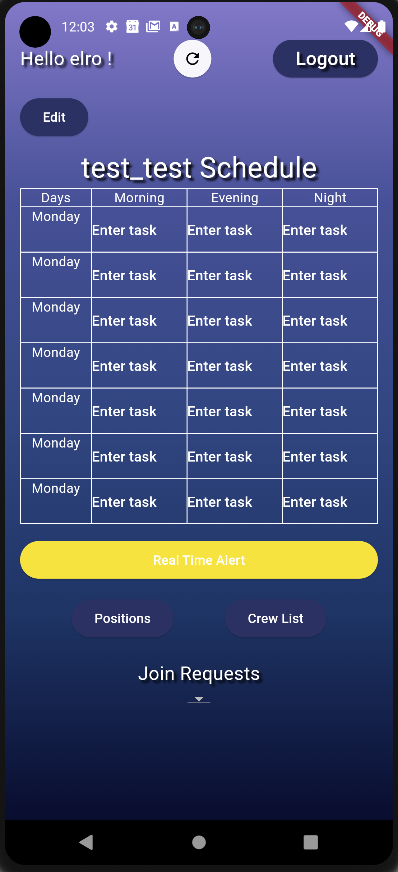 12:03
31
A
DEBUG
Hello elro !
Logout
Edit
test_test Schedule
Days Morning Evening Night
Monday Enter task Enter task Enter task
Monday Enter task Enter task Enter task
Monday Enter task Enter task Enter task
Monday Enter task Enter task Enter task
Monday Enter task Enter task Enter task
Monday Enter task Enter task Enter task
Monday Enter task Enter task Enter task
Real Time Alert
Positions Crew List
Join Requests